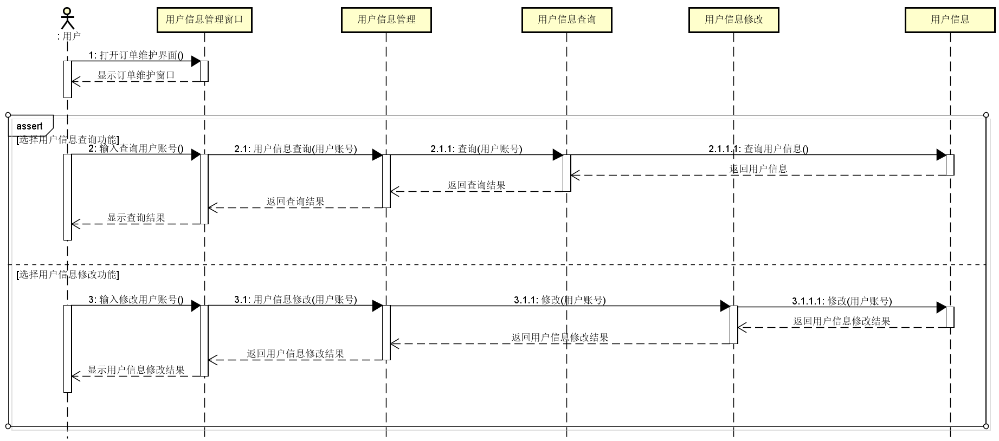 : 用户
用户信息管理窗口
用户信息管理
用户信息查询
用户信息修改
用户信息
1: 打开订单维护界面()
显示订单维护窗口
assert
[选择用户信息查询功能]
2: 输入查询用户账号()
2.1: 用户信息查询(用户账号)
2.1.1: 查询(用户账号)
2.1.1.1: 查询用户信息()
返回用户信息
返回查询结果
返回查询结果
显示查询结果
[选择用户信息修改功能]
3: 输入修改用户账号()
3.1: 用户信息修改(用户账号)
3.1.1: 修改(用户账号)
3.1.1.1: 修改(用户账号)
返回用户信息修改结果
返回用户信息修改结果
返回用户信息修改结果
显示用户信息修改结果